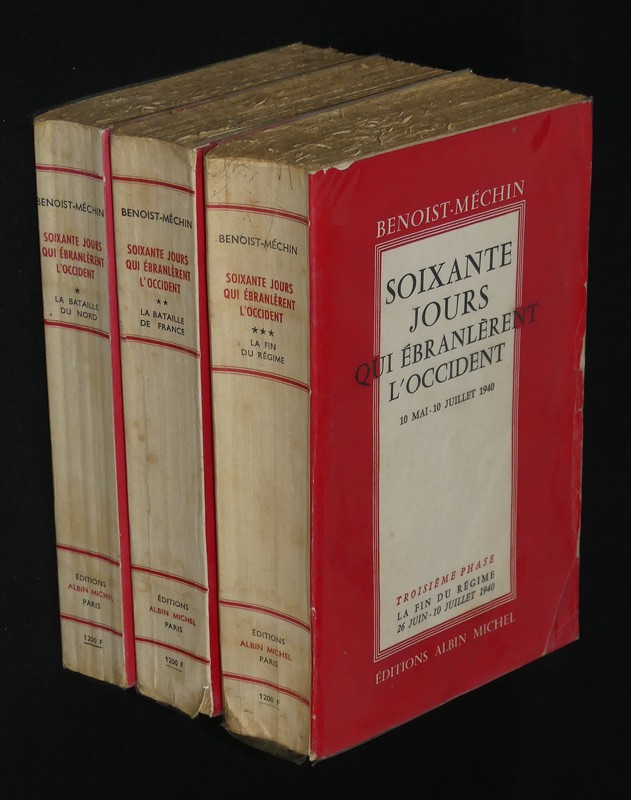 BENOIST-MÉCHIN
SOIXANTE JOURS
QUI ÉBRANLÈRENT
L'OCCIDENT
*
LA BATAILLE
DU NORD
ÉDITIONS
ALBIN MICHEL
PARIS
1200 F
BENOIST-MÉCHIN
SOIXANTE JOURS
QUI ÉBRANLÈRENT
L'OCCIDENT
**
LA BATAILLE
DE FRANCE
ÉDITIONS
ALBIN MICHEL
PARIS
1200 F
BENOIST-MÉCHIN
SOIXANTE JOURS
QUI ÉBRANLÈRENT
L'OCCIDENT
***
LA FIN
DU RÉGIME
ÉDITIONS
ALBIN MICHEL
PARIS
1200 F
BENOIST-MÉCHIN
SOIXANTE
JOURS
QUI ÉBRANLÈRENT
L'OCCIDENT
10 MAI-10 JUILLET 1940
TROISIÈME PHASE
LA FIN DU RÉGIME
26 JUIN-10 JUILLET 1940
ÉDITIONS ALBIN MICHEL